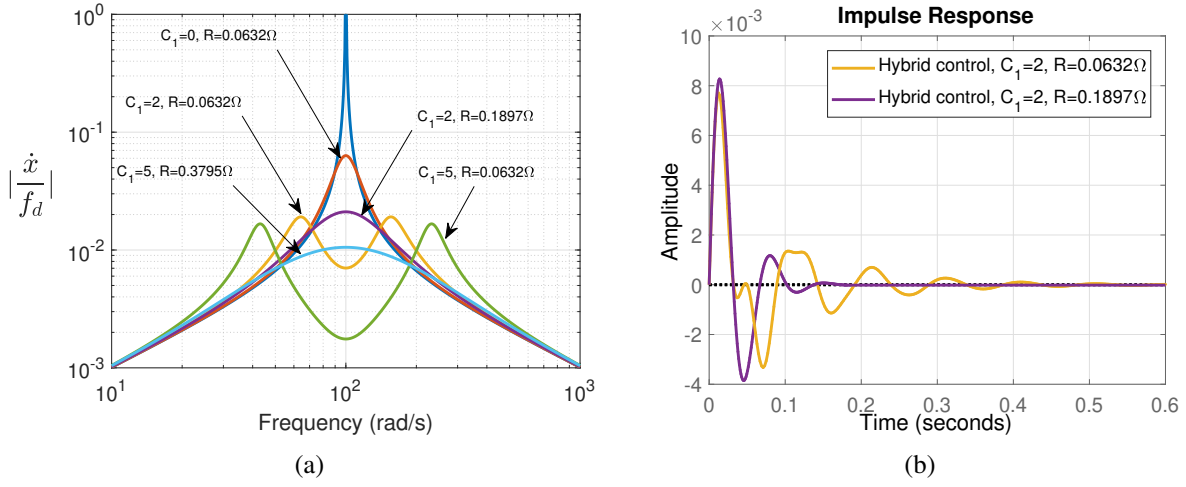 10^0
10^-1
10^-2
10^-3
10^1
10^2
10^3
|ẋ/f_d|
Frequency (rad/s)
C_1=0, R=0.0632Ω
C_1=2, R=0.0632Ω
C_1=2, R=0.1897Ω
C_1=5, R=0.3795Ω
C_1=5, R=0.0632Ω
(a)
Impulse Response
×10^-3
10
8
6
4
2
0
-2
-4
Amplitude
Hybrid control, C_1=2, R=0.0632Ω
Hybrid control, C_1=2, R=0.1897Ω
0 0.1 0.2 0.3 0.4 0.5 0.6
Time (seconds)
(b)